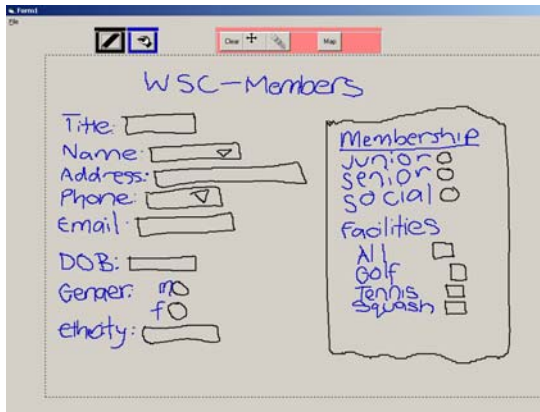 Form1
File
Clear
Map
WSC-Members
Title:
Name:
Address:
Phone:
Email:
DOB:
Gender: m
f
ethnity:
Membership
junior
senior
social
Facilities
All
Golf
Tennis
Squash